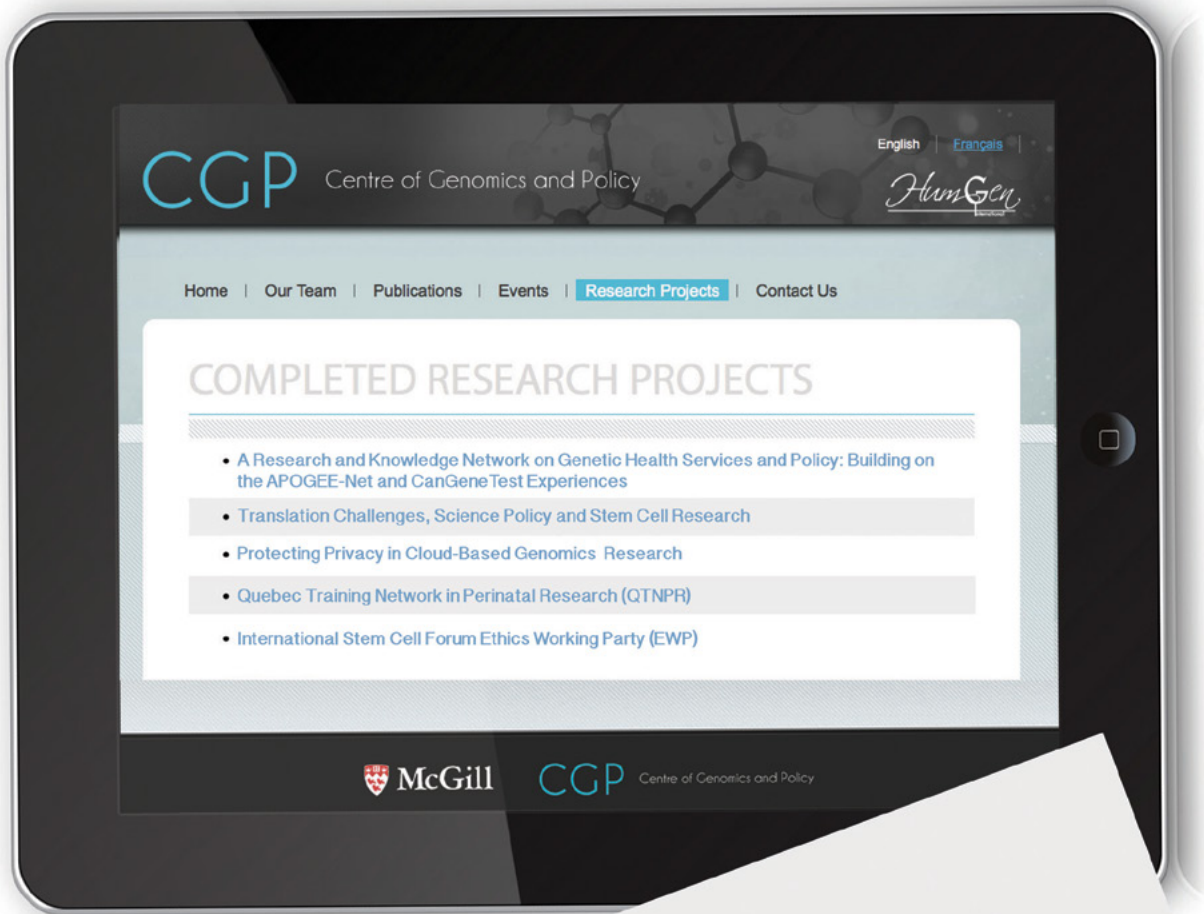 English | Français |
CGP Centre of Genomics and Policy
HumGen
International
Home | Our Team | Publications | Events | Research Projects | Contact Us
COMPLETED RESEARCH PROJECTS
• A Research and Knowledge Network on Genetic Health Services and Policy: Building on
the APOGEE-Net and CanGeneTest Experiences
• Translation Challenges, Science Policy and Stem Cell Research
• Protecting Privacy in Cloud-Based Genomics Research
• Quebec Training Network in Perinatal Research (QTNPR)
• International Stem Cell Forum Ethics Working Party (EWP)
McGill CGP Centre of Genomics and Policy